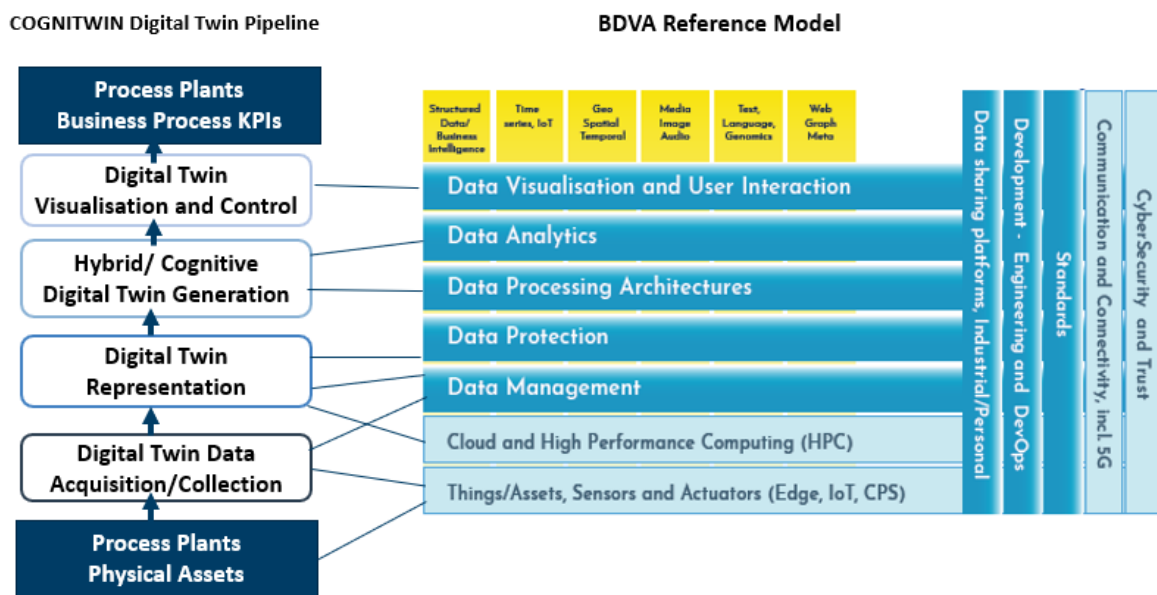 COGNITWIN Digital Twin Pipeline
BDVA Reference Model
Process Plants
Business Process KPIs
Digital Twin
Visualisation and Control
Hybrid/ Cognitive
Digital Twin Generation
Digital Twin
Representation
Digital Twin Data
Acquisition/Collection
Process Plants
Physical Assets
Structured
Data/
Business
Intelligence
Time
series, IoT
Geo
Spatial
Temporal
Media
Image
Audio
Text,
Language,
Genomics
Web
Graph
Meta
Data Visualisation and User Interaction
Data Analytics
Data Processing Architectures
Data Protection
Data Management
Cloud and High Performance Computing (HPC)
Things/Assets, Sensors and Actuators (Edge, IoT, CPS)
Data sharing platforms, Industrial/Personal
Development - Engineering and DevOps
Standards
Communication and Connectivity, incl. 5G
CyberSecurity and Trust